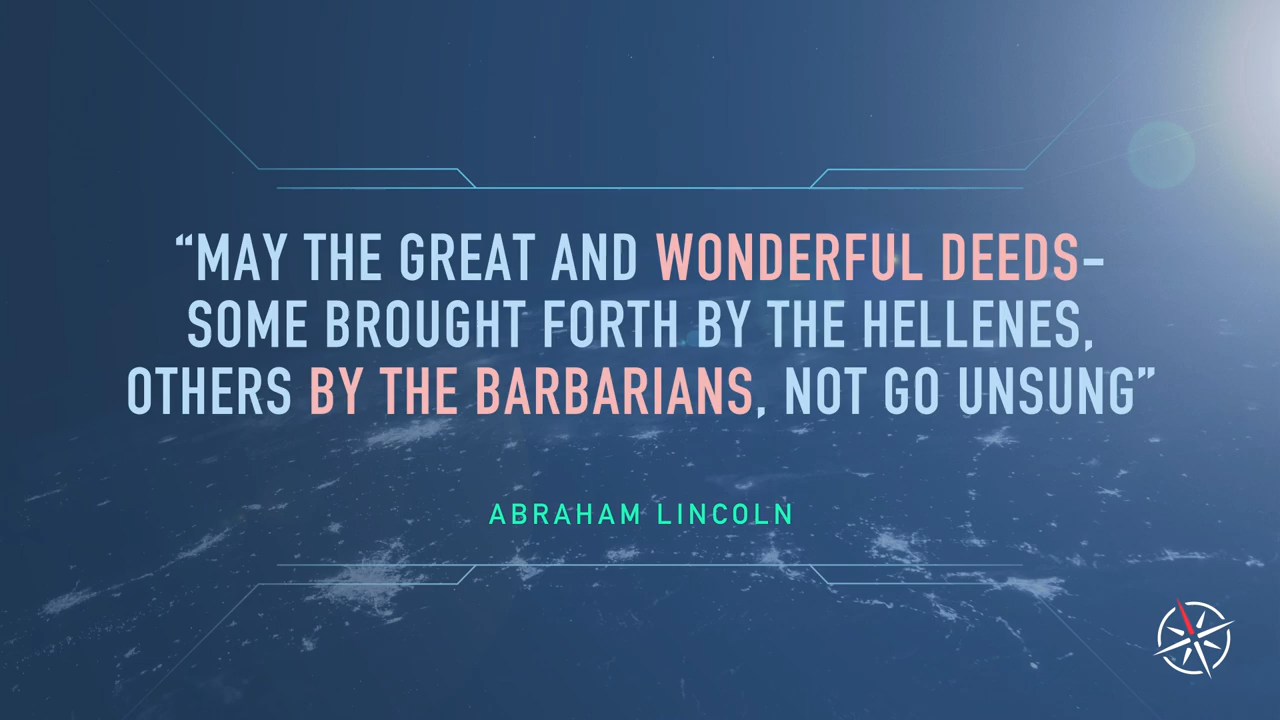 “MAY THE GREAT AND WONDERFUL DEEDS–
SOME BROUGHT FORTH BY THE HELLENES,
OTHERS BY THE BARBARIANS, NOT GO UNSUNG”
ABRAHAM LINCOLN